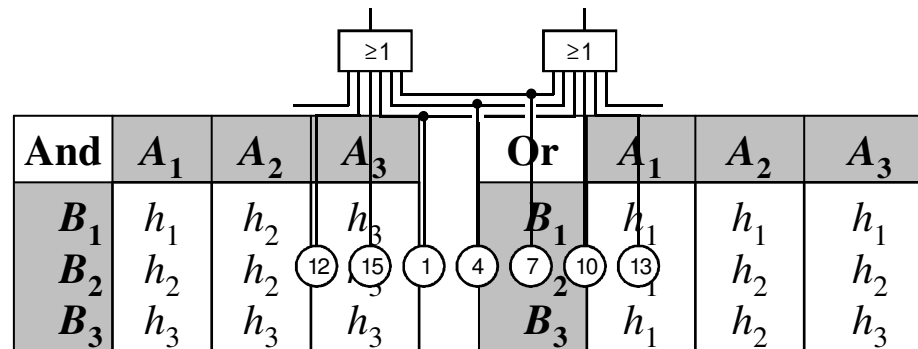 ≥1 ≥1
And A₁ A₂ A₃ Or A₁ A₂ A₃
B₁ h₁ h₂ h₃ B₁ h₁ h₁ h₁
B₂ h₂ h₂ 12 15 1 4 7 10 13 h₂ h₂
B₃ h₃ h₃ h₃ B₃ h₁ h₂ h₃